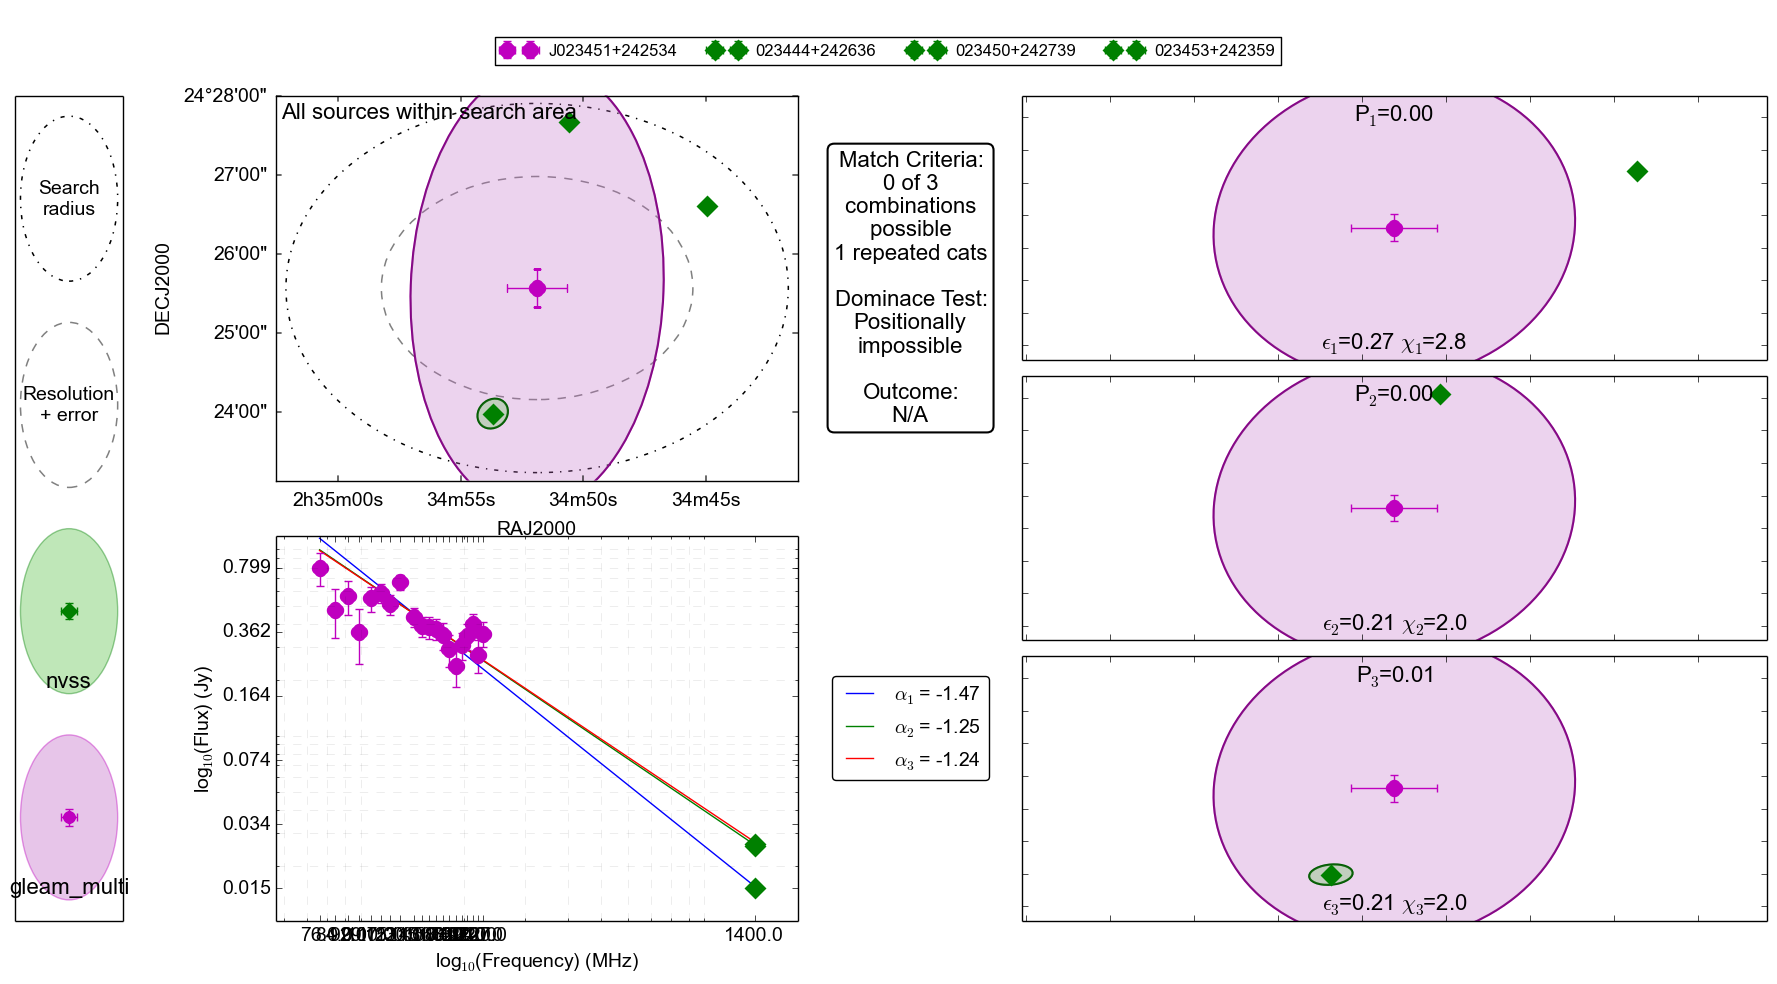 J023451+242534 023444+242636 023450+242739 023453+242359
Search
radius
Resolution
+ error
nvss
gleam_multi
All sources within search area
24°28'00"
27'00"
26'00"
25'00"
24'00"
DECJ2000
2h35m00s 34m55s 34m50s 34m45s
RAJ2000
0.799
0.362
0.164
0.074
0.034
0.015
log10(Flux) (Jy)
1400.0
log10(Frequency) (MHz)
Match Criteria:
0 of 3
combinations
possible
1 repeated cats
Dominace Test:
Positionally
impossible
Outcome:
N/A
α1 = -1.47
α2 = -1.25
α3 = -1.24
P1=0.00
ϵ1=0.27 χ1=2.8
P2=0.00
ϵ2=0.21 χ2=2.0
P3=0.01
ϵ3=0.21 χ3=2.0